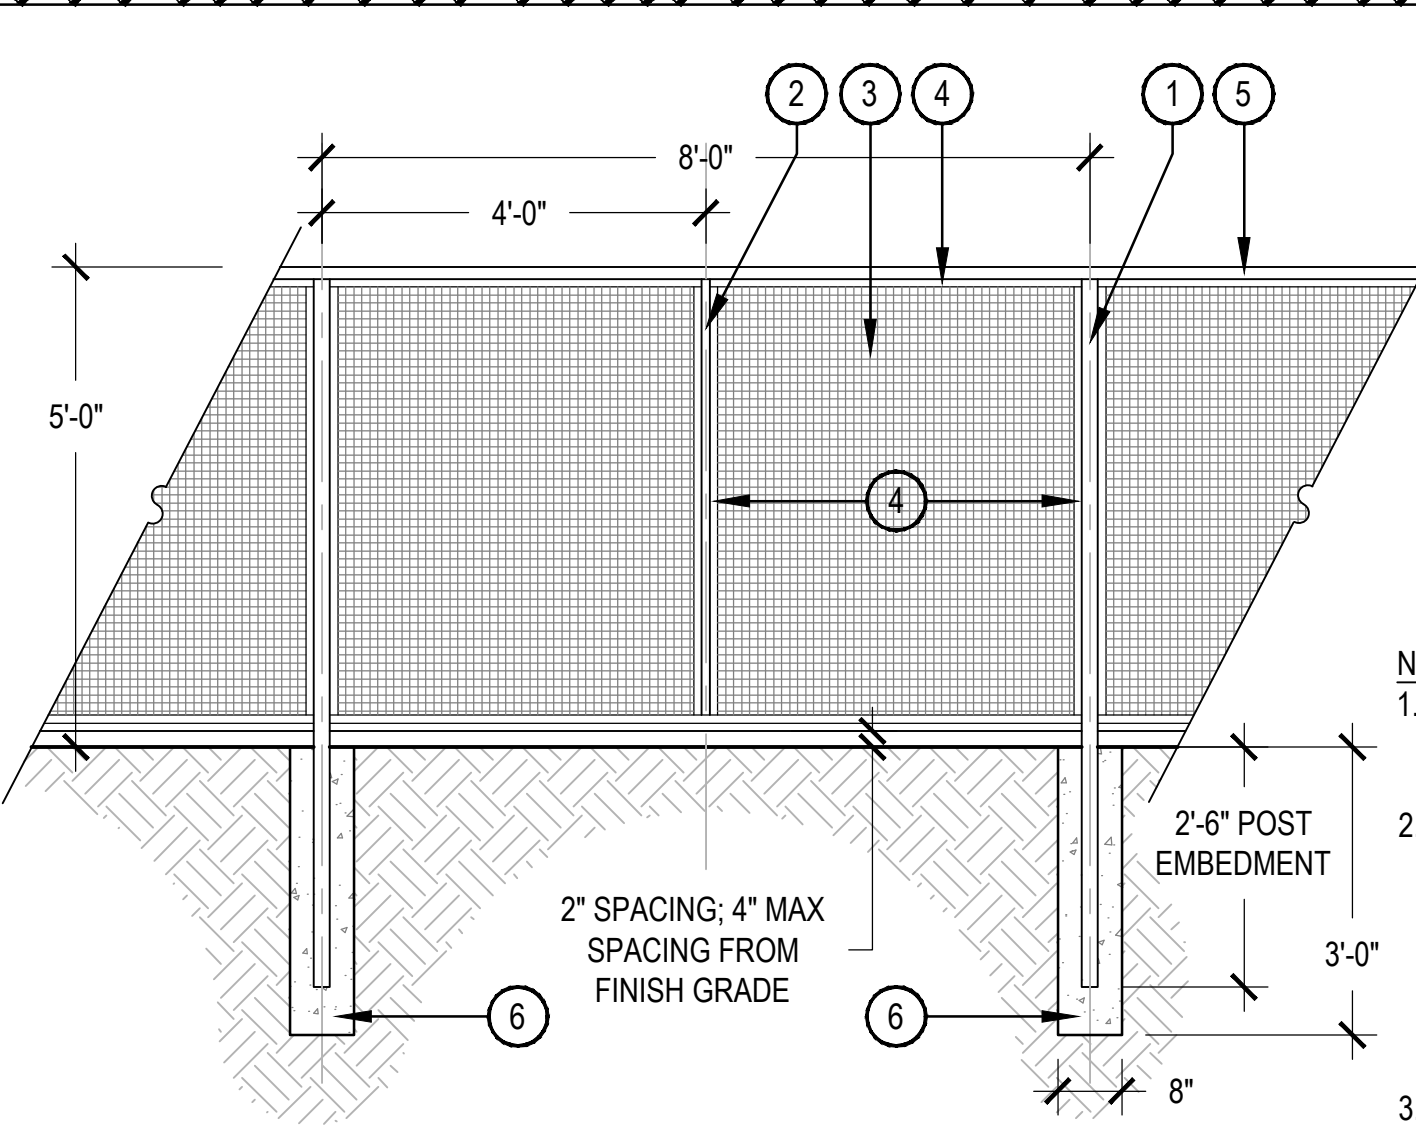 2 3 4 1 5
8'-0"
4'-0"
5'-0"
4
N
1.
2'-6" POST
EMBEDMENT
2.
2" SPACING; 4" MAX
SPACING FROM
FINISH GRADE
3'-0"
6 6
8"
3